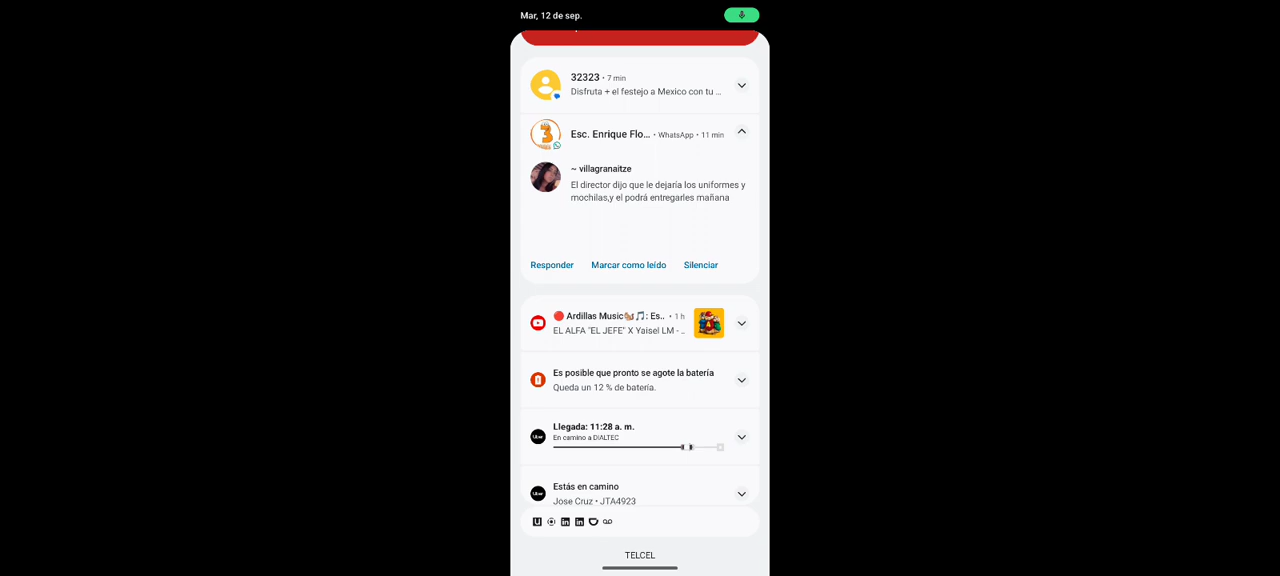 Mar, 12 de sep.
32323 • 7 min
Disfruta + el festejo a Mexico con tu ...
Esc. Enrique Flo... • WhatsApp • 11 min
~ villagranaitze
El director dijo que le dejaría los uniformes y
mochilas,y el podrá entregarles mañana
Responder Marcar como leído Silenciar
🔴 Ardillas Music🐿️🎵: Es.. • 1 h
EL ALFA "EL JEFE" X Yaisel LM - ..
Es posible que pronto se agote la batería
Queda un 12 % de batería.
Uber
Llegada: 11:28 a. m.
En camino a DIALTEC
Uber
Estás en camino
Jose Cruz • JTA4923
TELCEL